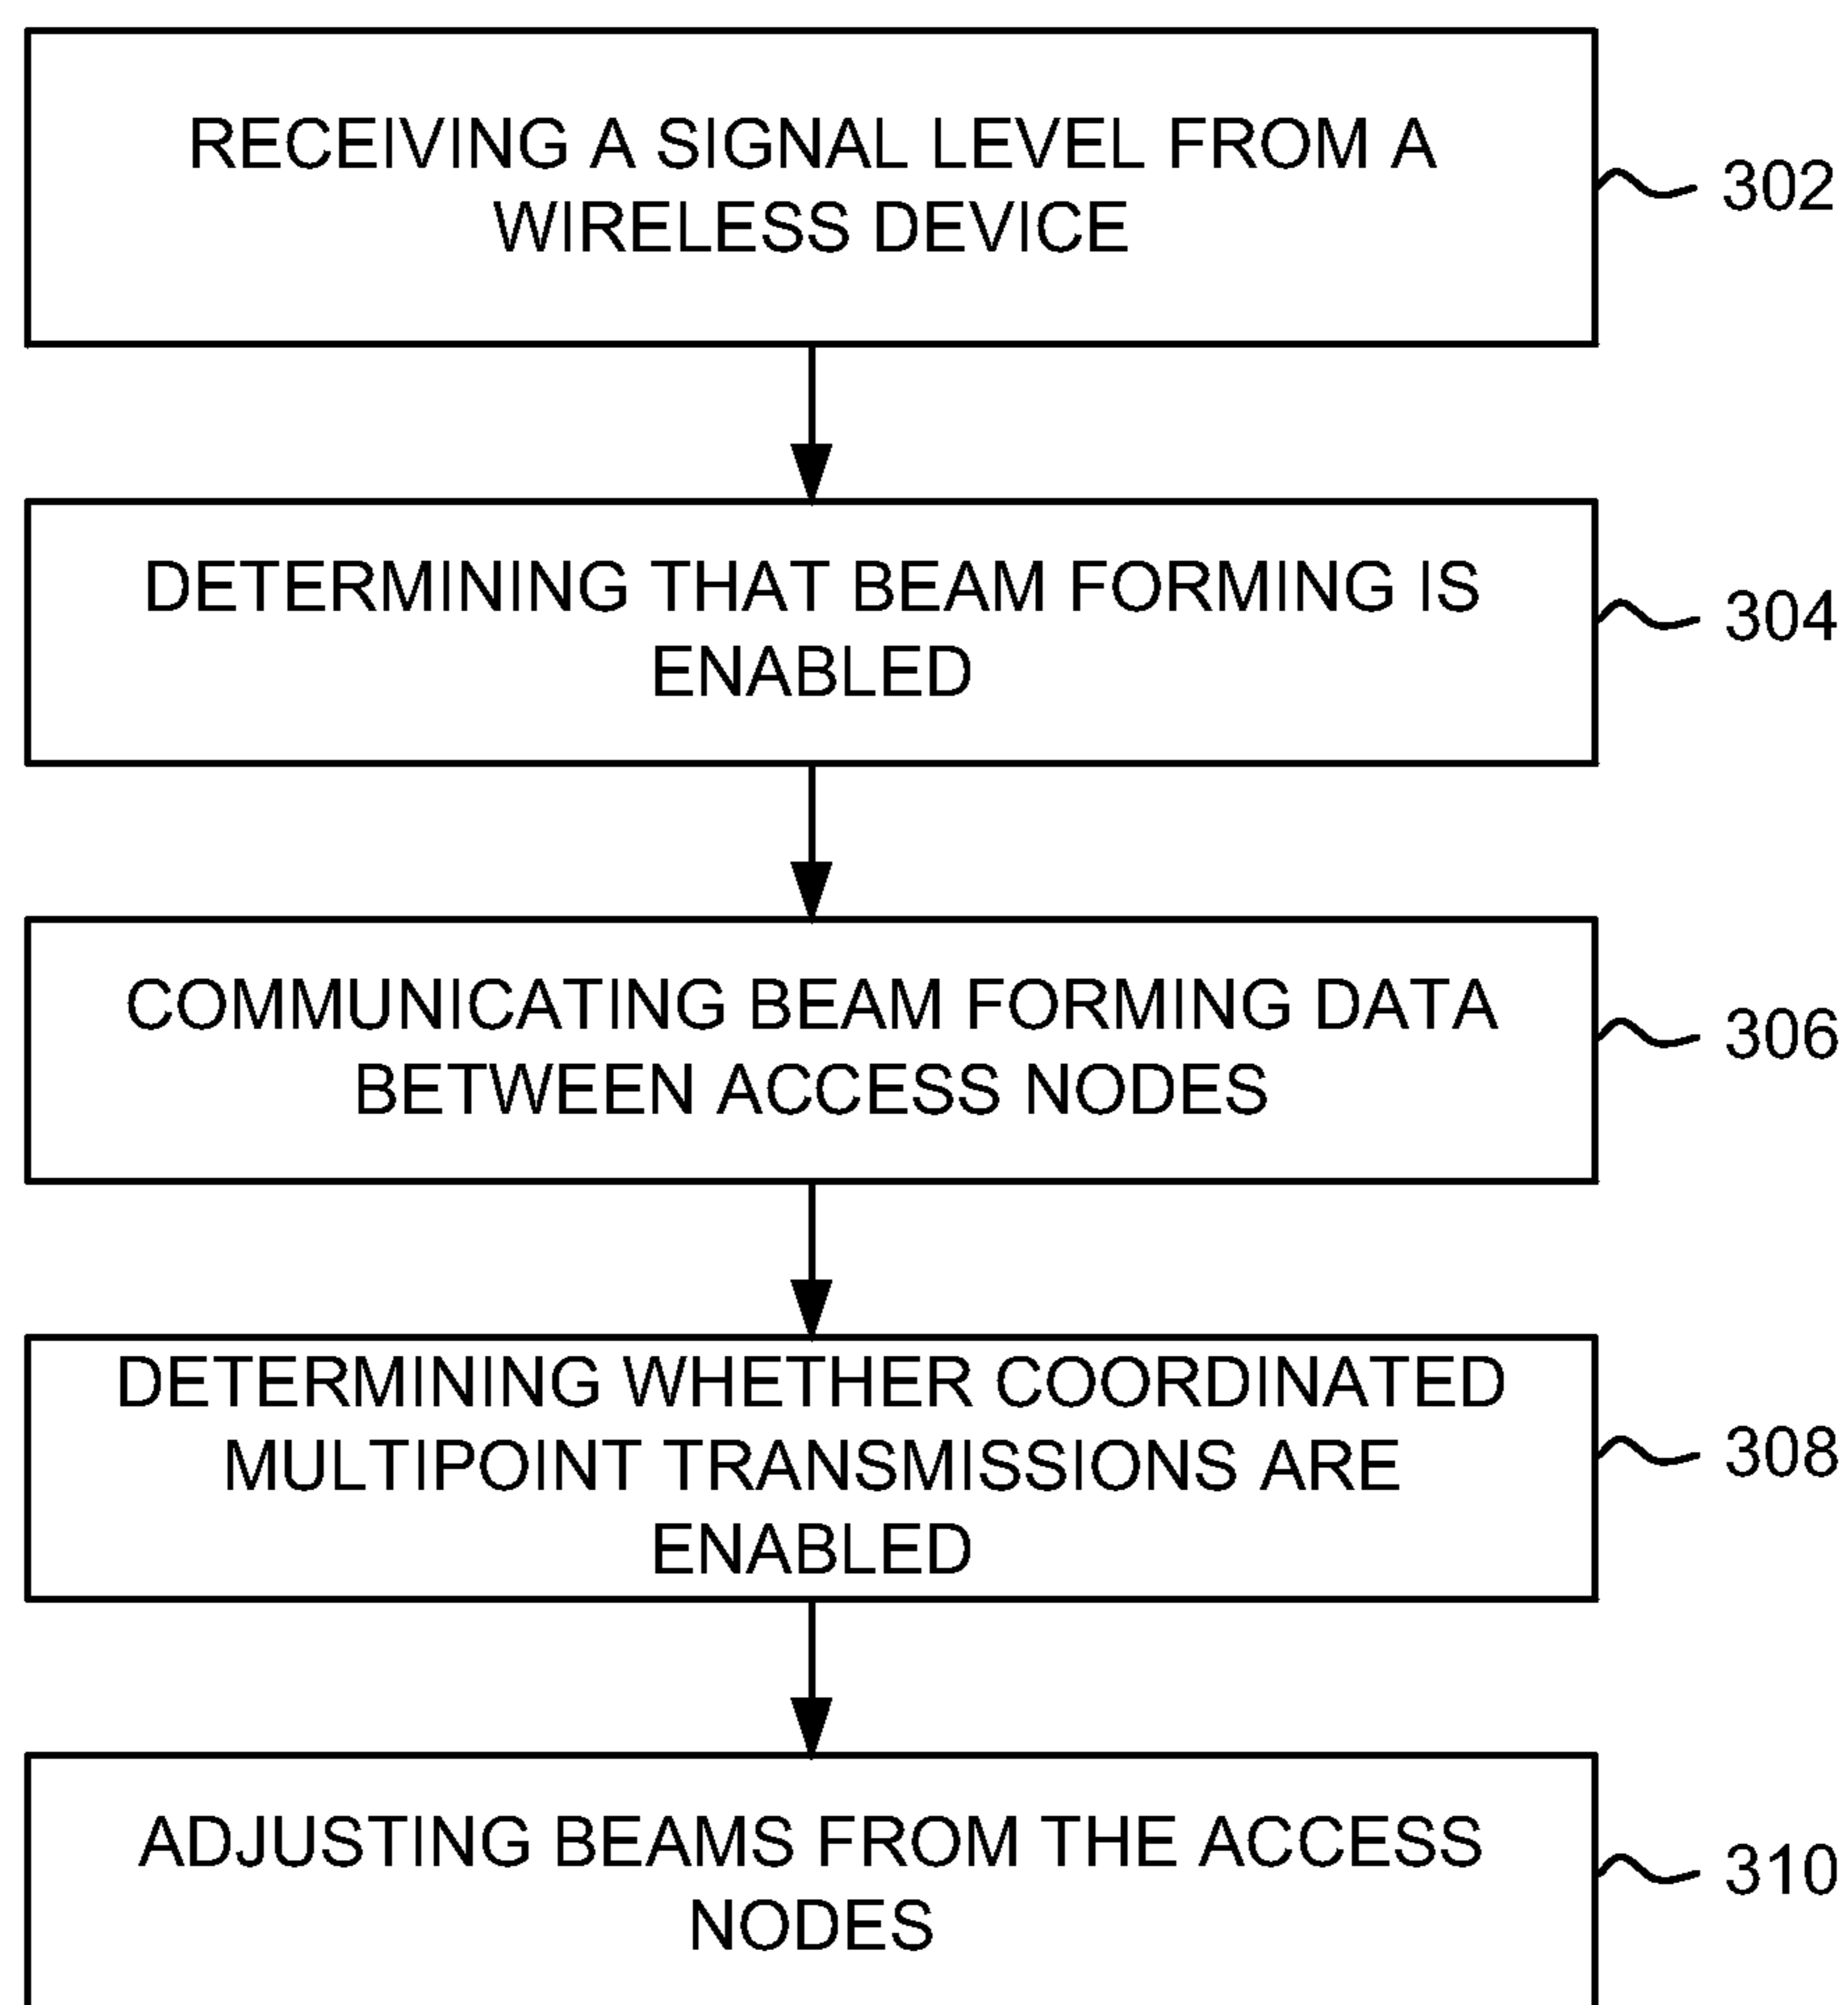 RECEIVING A SIGNAL LEVEL FROM A
WIRELESS DEVICE
302
DETERMINING THAT BEAM FORMING IS
ENABLED
304
COMMUNICATING BEAM FORMING DATA
BETWEEN ACCESS NODES
306
DETERMINING WHETHER COORDINATED
MULTIPOINT TRANSMISSIONS ARE
ENABLED
308
ADJUSTING BEAMS FROM THE ACCESS
NODES
310